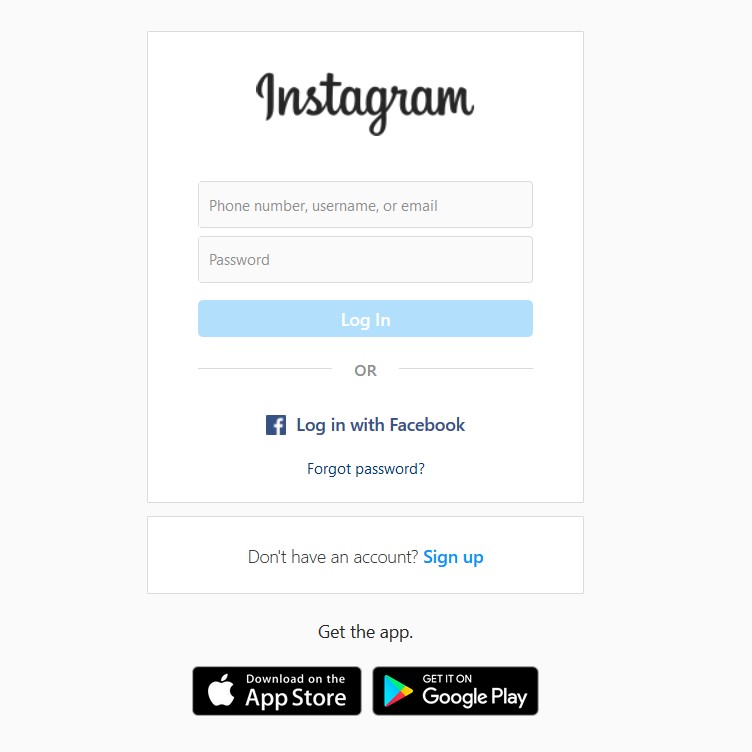 Instagram
Phone number, username, or email
Password
Log In
OR
Log in with Facebook
Forgot password?
Don't have an account? Sign up
Get the app.
Download on the
App Store
GET IT ON
Google Play